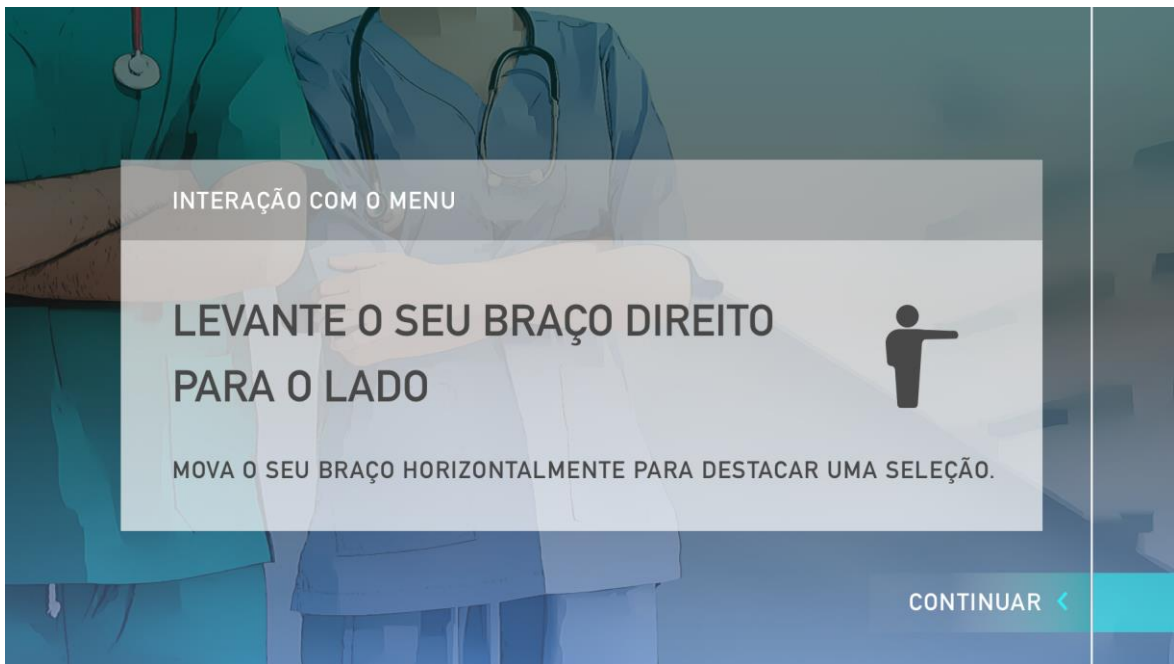 INTERAÇÃO COM O MENU
LEVANTE O SEU BRAÇO DIREITO
PARA O LADO
MOVA O SEU BRAÇO HORIZONTALMENTE PARA DESTACAR UMA SELEÇÃO.
CONTINUAR